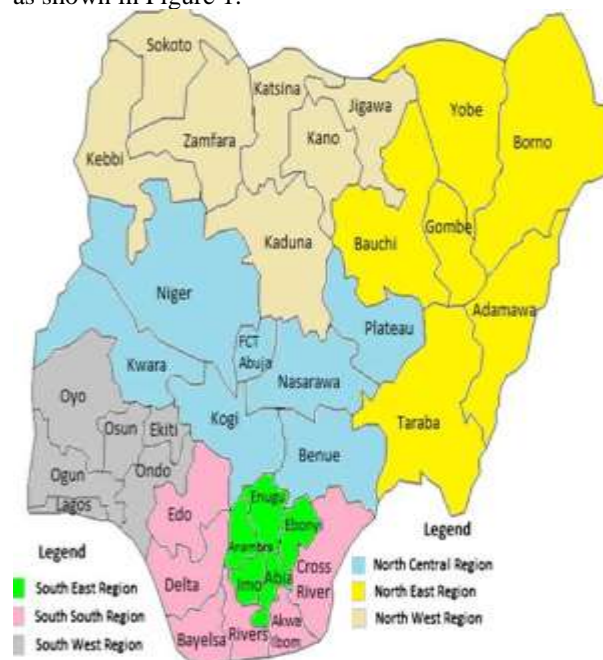 as shown in Figure 1.
Sokoto
Katsina
Jigawa
Yobe
Borno
Zamfara
Kano
Kebbi
Kaduna
Bauchi
Gombe
Niger
Adamawa
Plateau
FCT
Abuja
Kwara
Nasarawa
Oyo
Kogi
Taraba
Osun
Ekiti
Benue
Ogun
Ondo
Lagos
Edo
Enugu
Ebonyi
Anambra
Cross
River
Imo
Abia
Delta
Akwa
Ibom
Bayelsa
Rivers
Legend
South East Region
South South Region
South West Region
Legend
North Central Region
North East Region
North West Region